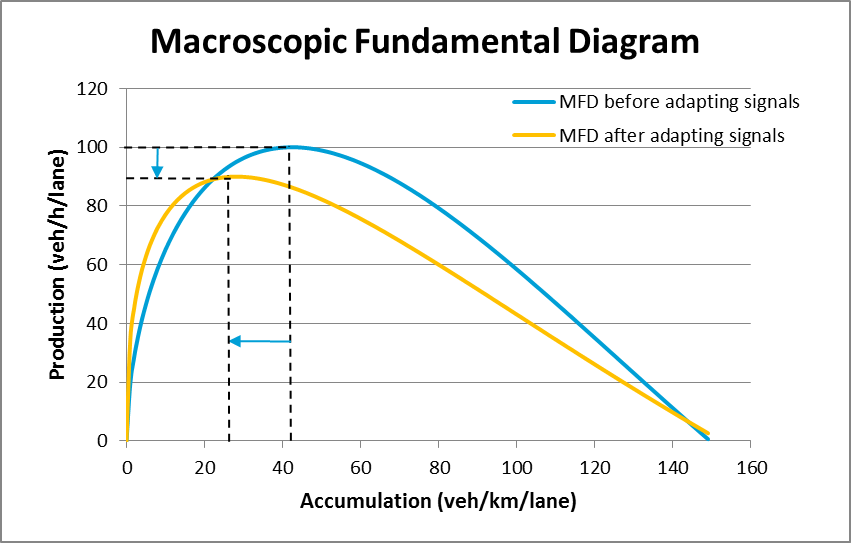 Macroscopic Fundamental Diagram
MFD before adapting signals
MFD after adapting signals
Production (veh/h/lane)
120
100
80
60
40
20
0
0 20 40 60 80 100 120 140 160
Accumulation (veh/km/lane)